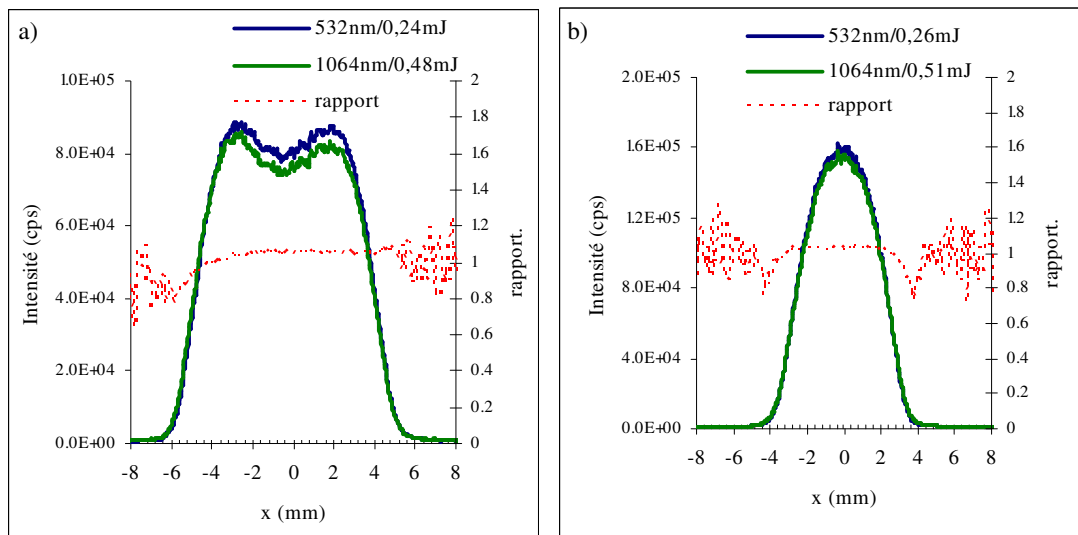 a)
532nm/0,24mJ
1064nm/0,48mJ
rapport
1.0E+05
8.0E+04
6.0E+04
4.0E+04
2.0E+04
0.0E+00
Intensité (cps)
2
1.8
1.6
1.4
1.2
1
0.8
0.6
0.4
0.2
0
rapport.
-8 -6 -4 -2 0 2 4 6 8
x (mm)
b)
532nm/0,26mJ
1064nm/0,51mJ
rapport
2.0E+05
1.6E+05
1.2E+05
8.0E+04
4.0E+04
0.0E+00
Intensité (cps)
2
1.8
1.6
1.4
1.2
1
0.8
0.6
0.4
0.2
0
rapport.
-8 -6 -4 -2 0 2 4 6 8
x (mm)